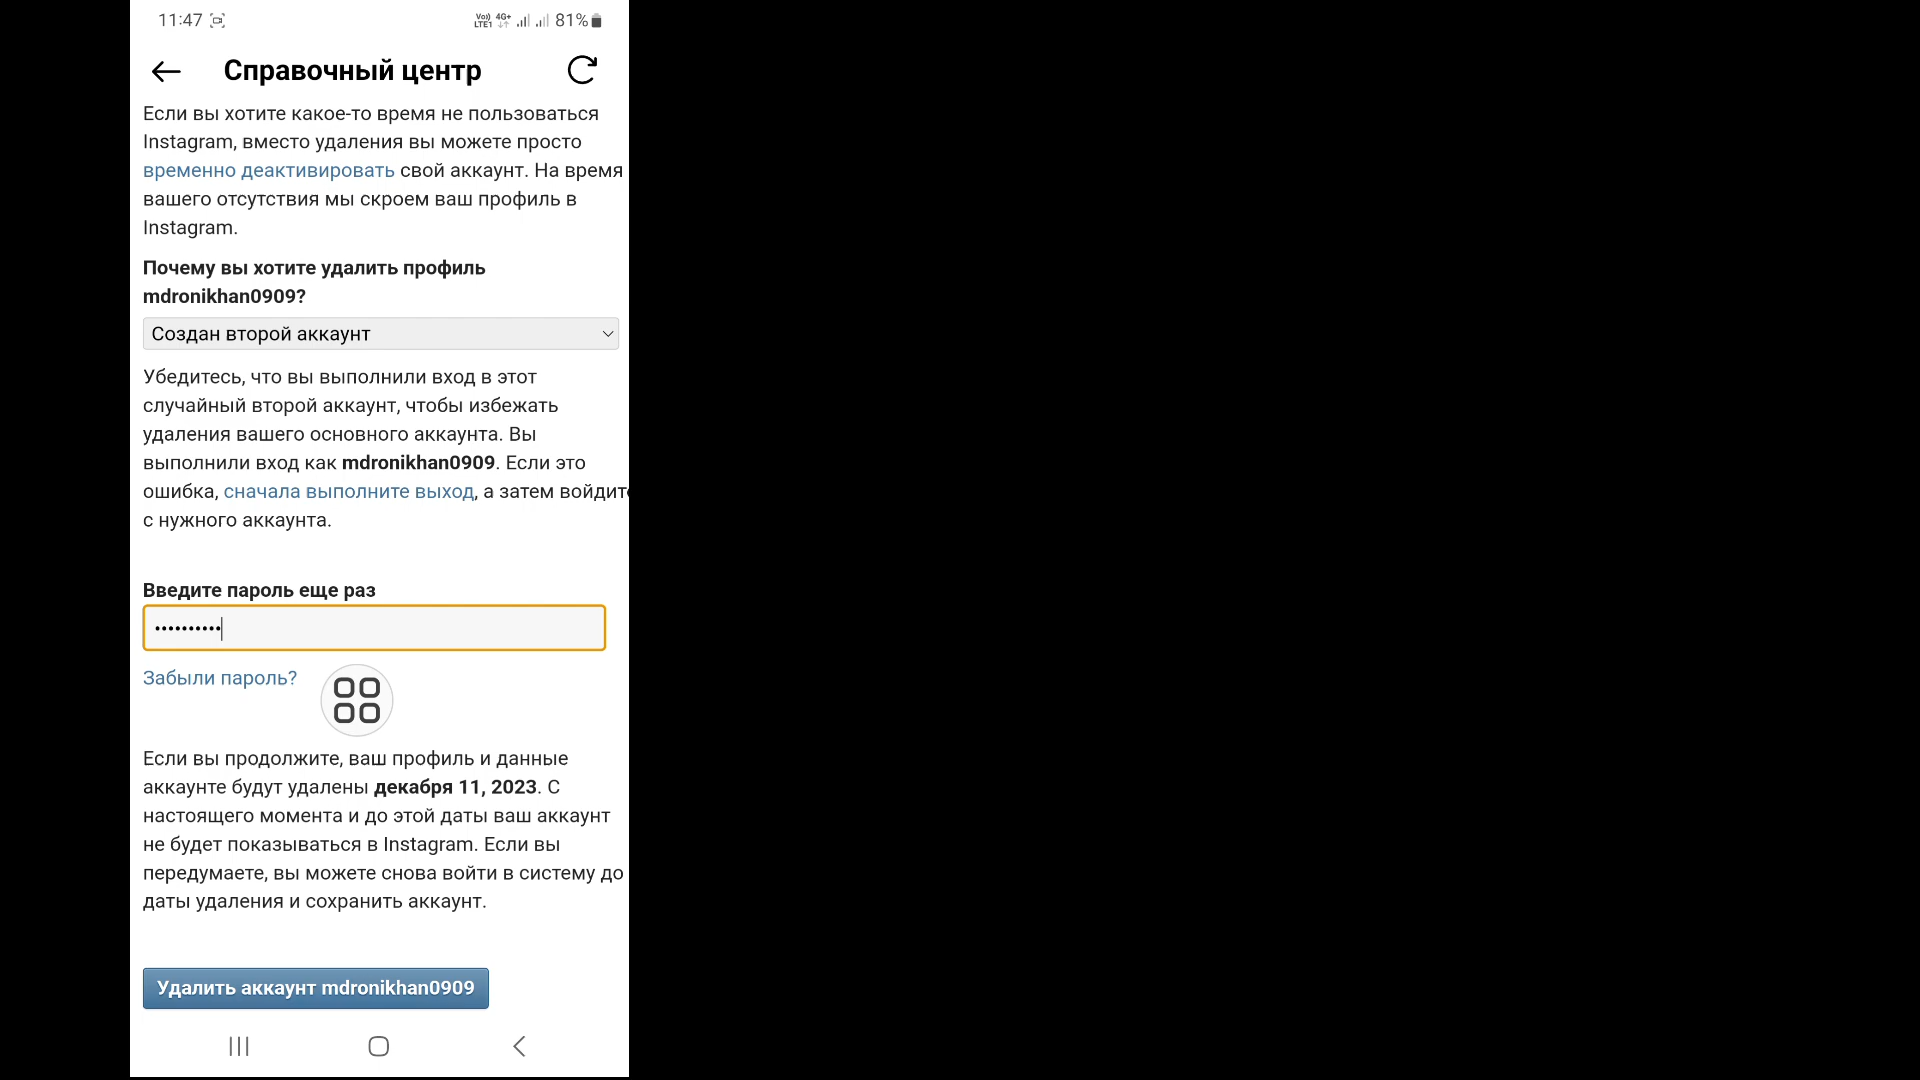 11:47
Vo)) LTE1 4G+ 81%
Справочный центр
Если вы хотите какое-то время не пользоваться
Instagram, вместо удаления вы можете просто
временно деактивировать свой аккаунт. На время
вашего отсутствия мы скроем ваш профиль в
Instagram.
Почему вы хотите удалить профиль
mdronikhan0909?
Создан второй аккаунт
Убедитесь, что вы выполнили вход в этот
случайный второй аккаунт, чтобы избежать
удаления вашего основного аккаунта. Вы
выполнили вход как mdronikhan0909. Если это
ошибка, сначала выполните выход, а затем войдите
с нужного аккаунта.
Введите пароль еще раз
••••••••••
Забыли пароль?
Если вы продолжите, ваш профиль и данные
аккаунте будут удалены декабря 11, 2023. С
настоящего момента и до этой даты ваш аккаунт
не будет показываться в Instagram. Если вы
передумаете, вы можете снова войти в систему до
даты удаления и сохранить аккаунт.
Удалить аккаунт mdronikhan0909